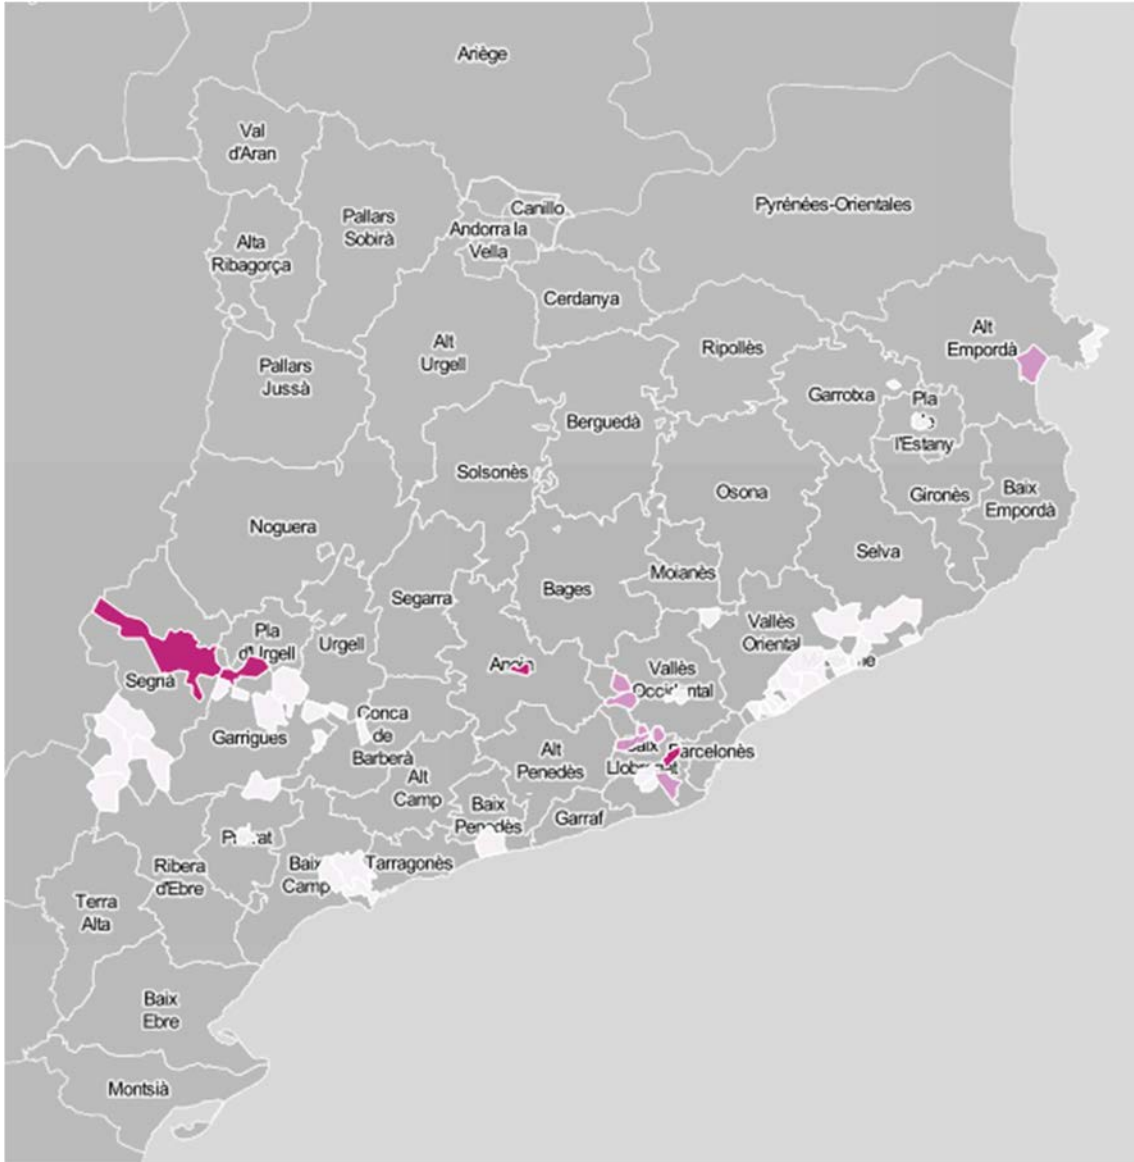 Ariège
Val
d'Aran
Pallars
Sobirà
Canillo
Andorra la
Vella
Pyrénées-Orientales
Alta
Ribagorça
Cerdanya
Alt
Urgell
Ripollès
Alt
Empordà
Pallars
Jussà
Garrotxa
Pla
l'Estany
Berguedà
Solsonès
Osona
Gironès
Baix
Empordà
Noguera
Selva
Moianès
Bages
Segarra
Vallès
Oriental
Pla
d'Urgell
Urgell
Vallès
Segrià
Garrigues
Conca
de
Barberà
Alt
Penedès
Alt
Camp
Baix
Penedès
Garraf
Ribera
d'Ebre
Baix
Camp
Tarragonès
Terra
Alta
Baix
Ebre
Montsià